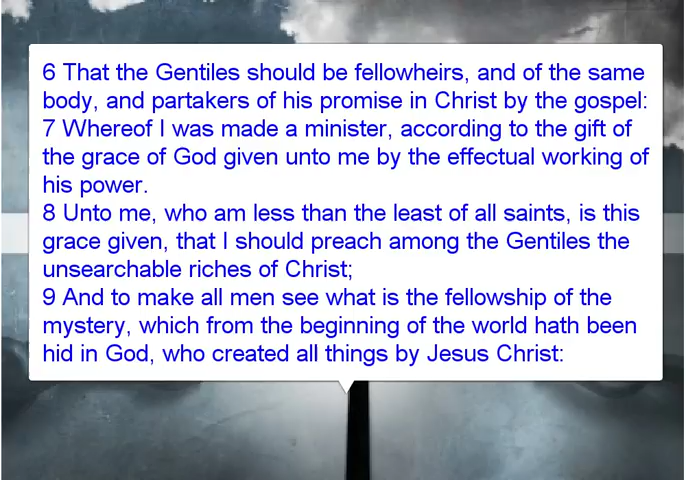 6 That the Gentiles should be fellowheirs, and of the same
body, and partakers of his promise in Christ by the gospel:
7 Whereof I was made a minister, according to the gift of
the grace of God given unto me by the effectual working of
his power.
8 Unto me, who am less than the least of all saints, is this
grace given, that I should preach among the Gentiles the
unsearchable riches of Christ;
9 And to make all men see what is the fellowship of the
mystery, which from the beginning of the world hath been
hid in God, who created all things by Jesus Christ: